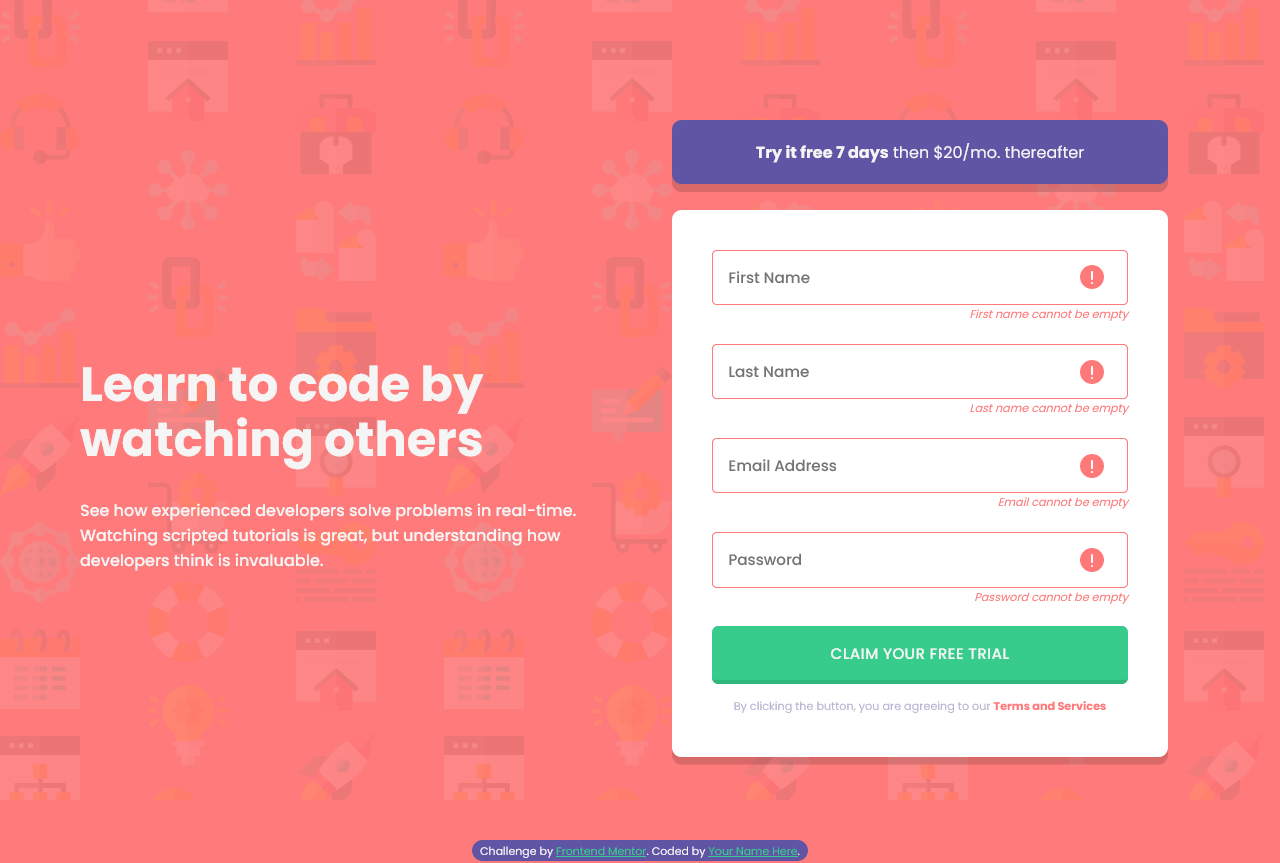 Learn to code by
watching others
See how experienced developers solve problems in real-time.
Watching scripted tutorials is great, but understanding how
developers think is invaluable.
Try it free 7 days then $20/mo. thereafter
First Name
First name cannot be empty
Last Name
Last name cannot be empty
Email Address
Email cannot be empty
Password
Password cannot be empty
CLAIM YOUR FREE TRIAL
By clicking the button, you are agreeing to our Terms and Services
Challenge by Frontend Mentor. Coded by Your Name Here.